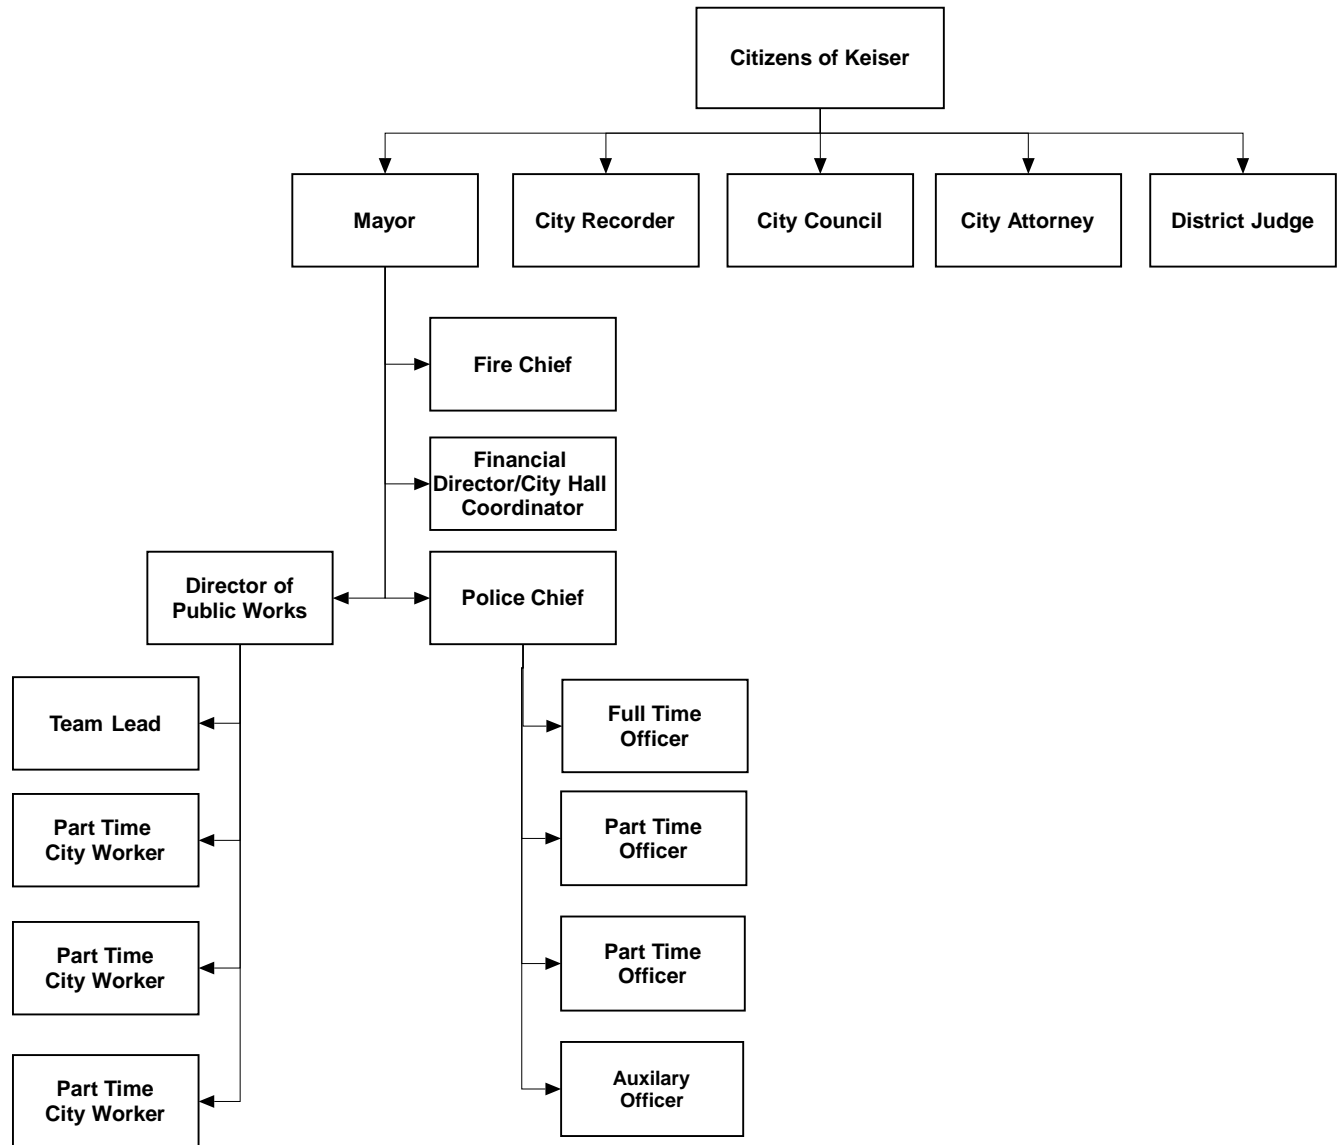 Citizens of Keiser
Mayor
City Recorder
City Council
City Attorney
District Judge
Fire Chief
Financial
Director/City Hall
Coordinator
Director of
Public Works
Police Chief
Team Lead
Full Time
Officer
Part Time
City Worker
Part Time
Officer
Part Time
City Worker
Part Time
Officer
Part Time
City Worker
Auxilary
Officer